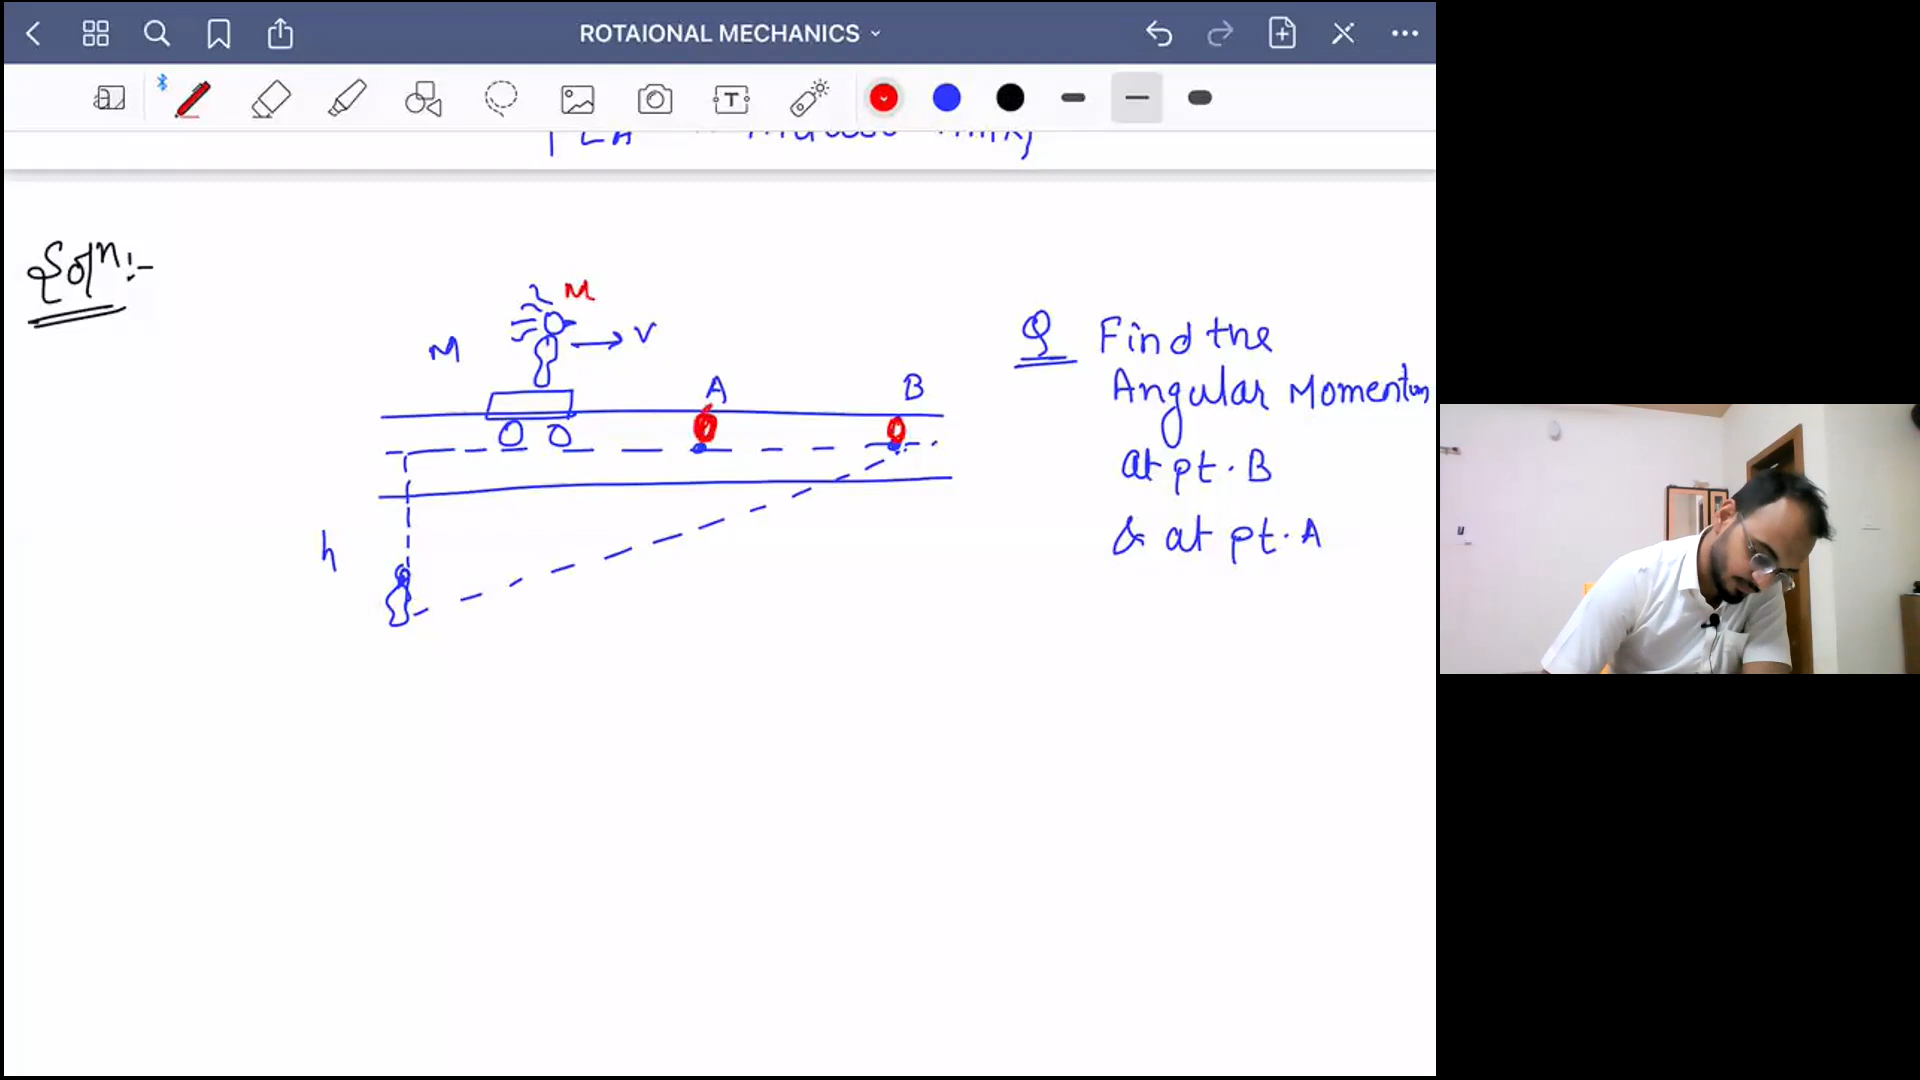 ROTAIONAL MECHANICS
T
Solⁿ:-
M
M
V
A
B
h
Q Find the
Angular Momentum
at pt. B
& at pt. A